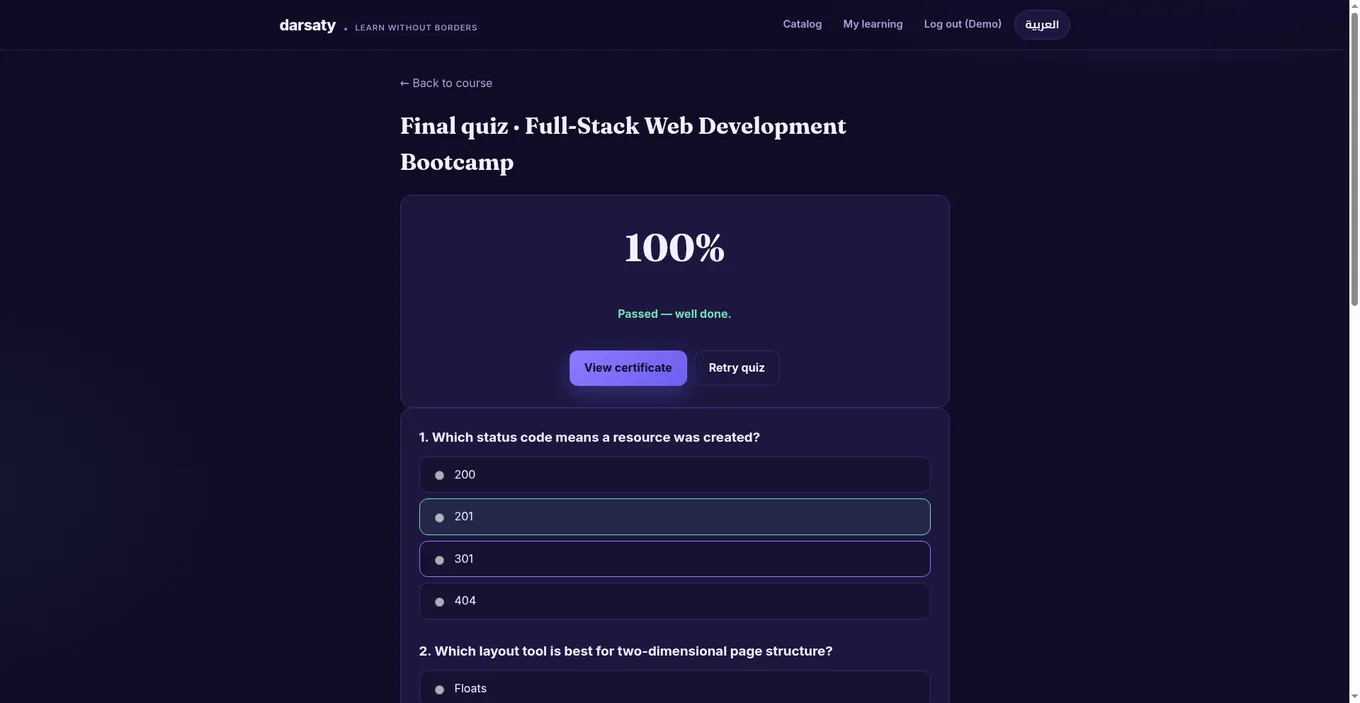 darsaty • LEARN WITHOUT BORDERS
Catalog My learning Log out (Demo) العربية
← Back to course
Final quiz · Full-Stack Web Development
Bootcamp
100%
Passed — well done.
View certificate Retry quiz
1. Which status code means a resource was created?
200
201
301
404
2. Which layout tool is best for two-dimensional page structure?
Floats